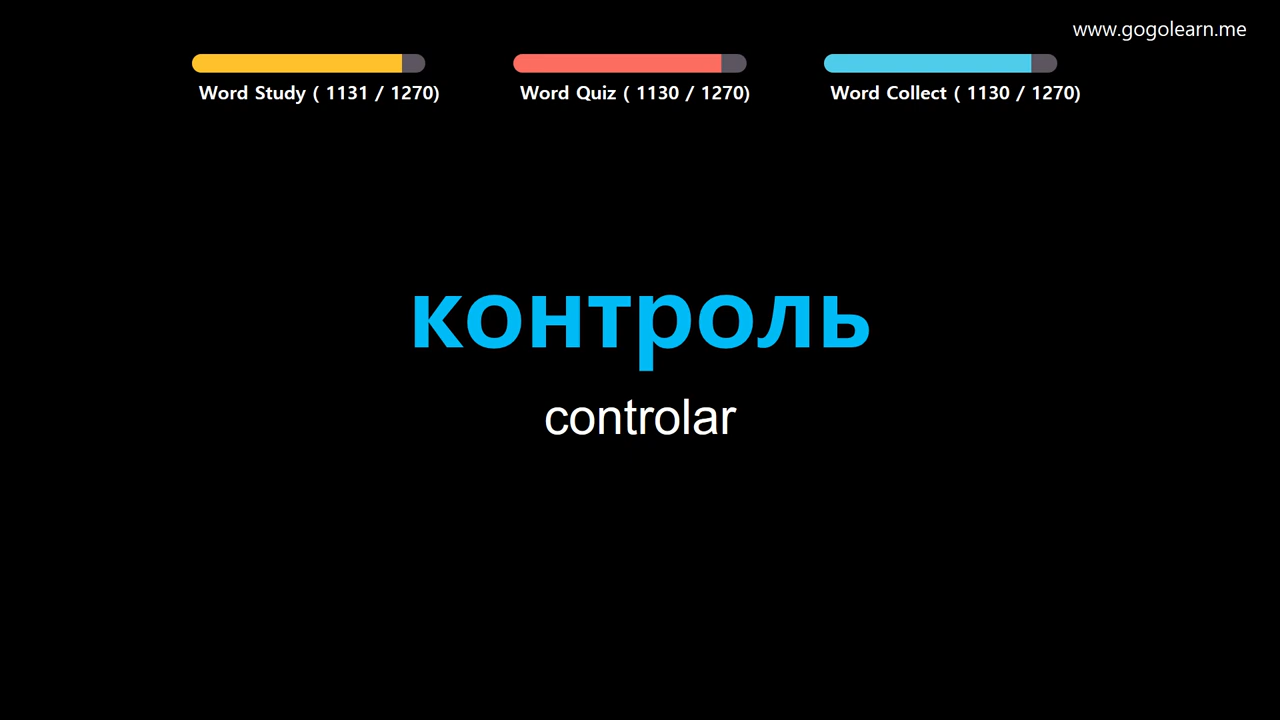 www.gogolearn.me
Word Study ( 1131 / 1270)
Word Quiz ( 1130 / 1270)
Word Collect ( 1130 / 1270)
контроль
controlar